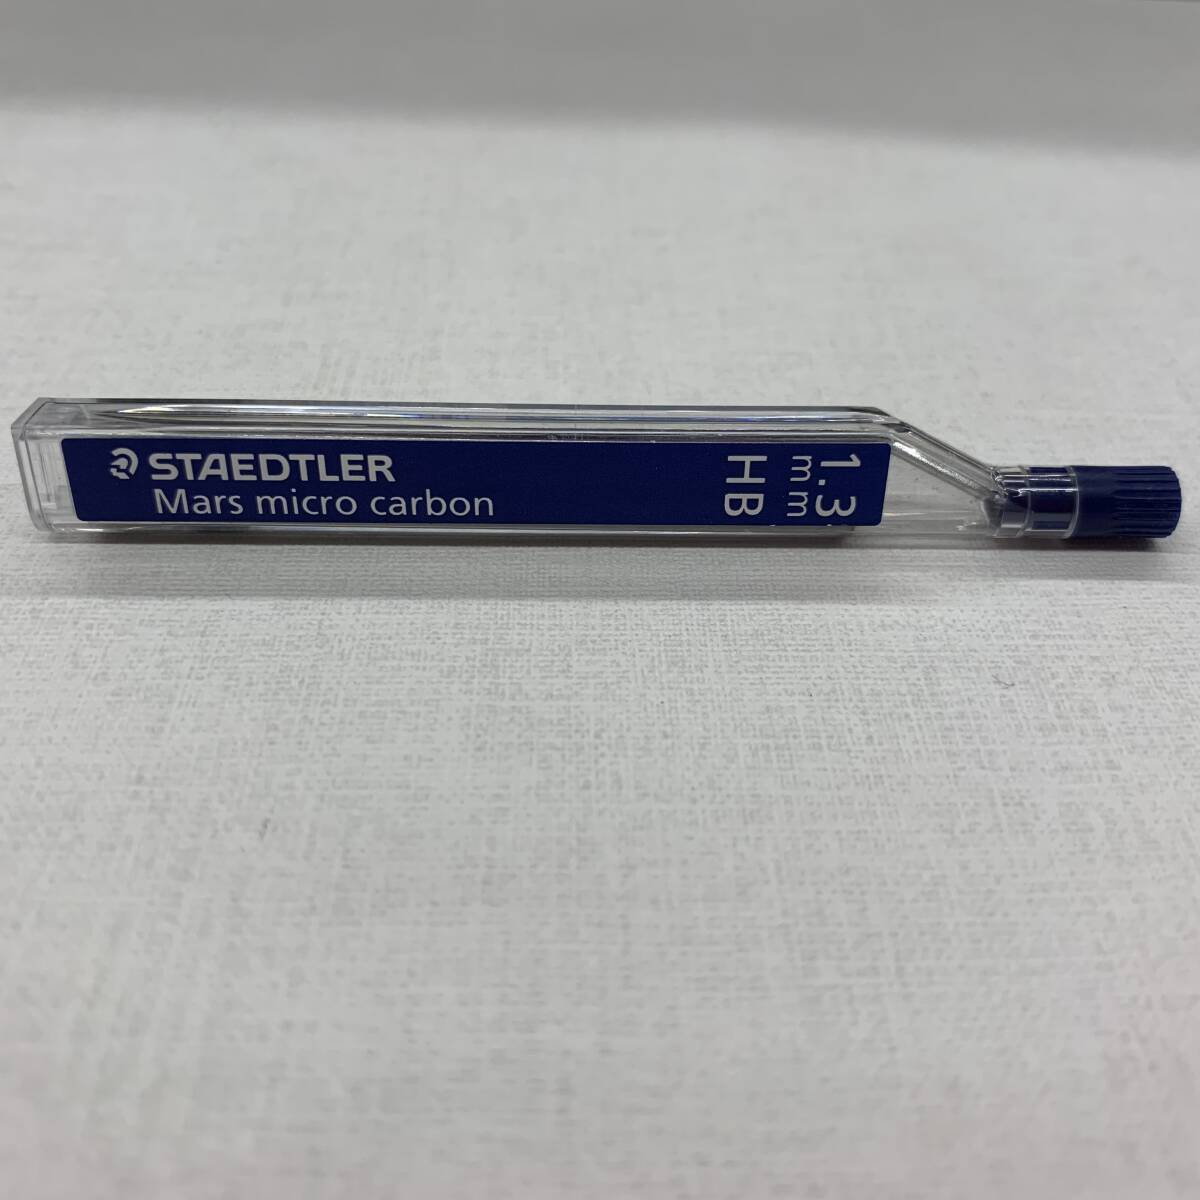 STAEDTLER
Mars micro carbon
1.3
mm
HB